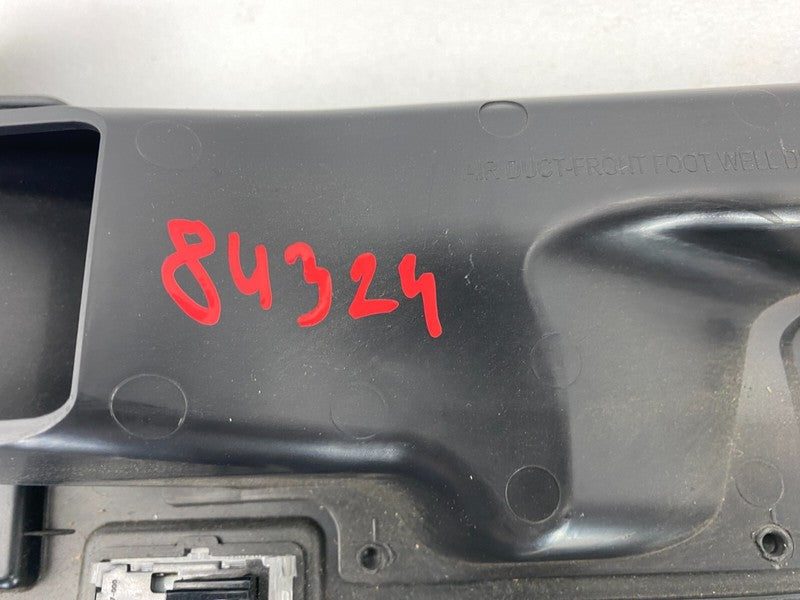 AIR DUCT-FRONT FOOT WELL D
84324